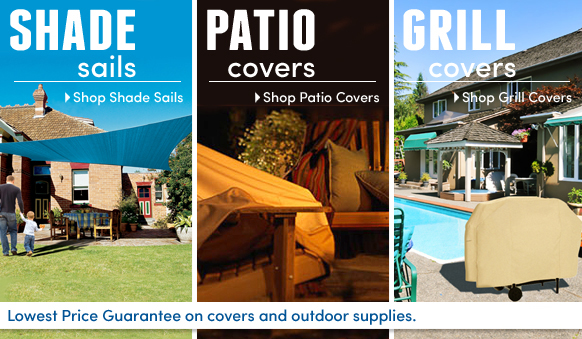 SHADE
sails
Shop Shade Sails
PATIO
covers
Shop Patio Covers
GRILL
covers
Shop Grill Covers
Lowest Price Guarantee on covers and outdoor supplies.